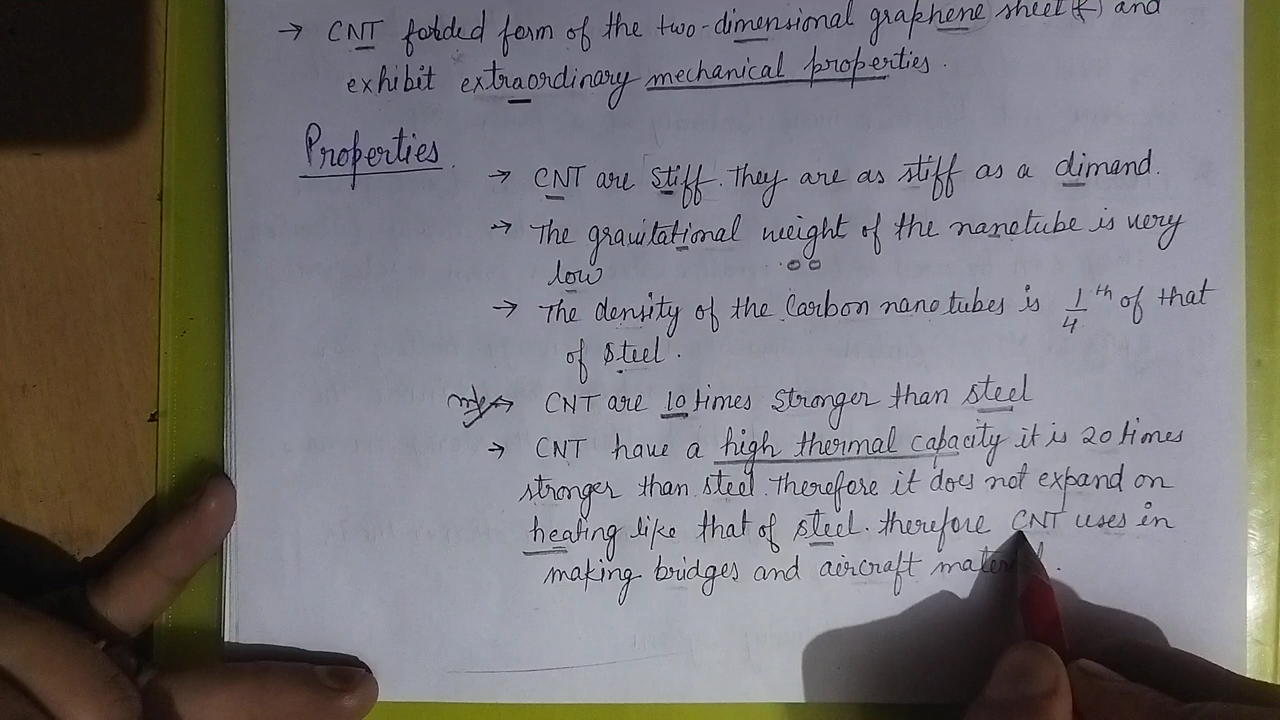 → CNT folded form of the two-dimensional graphene sheet and
exhibit extraordinary mechanical properties.
Properties
→ CNT are stiff. They are as stiff as a dimand.
→ The gravitational weight of the nanotube is very
low
→ The density of the Carbon nanotubes is 1/4 th of that
of steel.
→ CNT are 10 times stronger than steel
→ CNT have a high thermal capacity it is 20 times
stronger than steel. Therefore it does not expand on
heating like that of steel. therefore CNT uses in
making bridges and aircraft